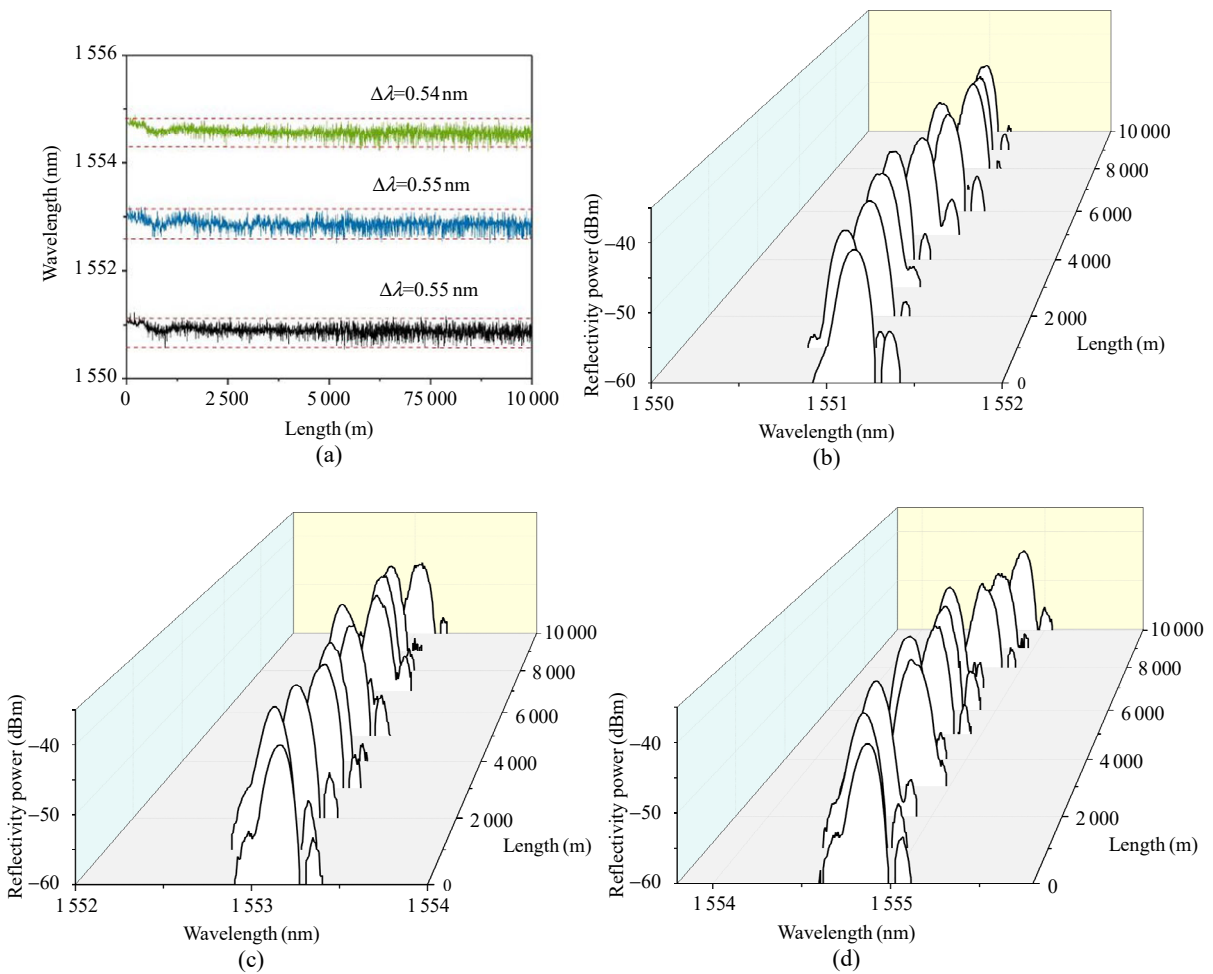 1 556
1 554
1 552
1 550
Wavelength (nm)
Δλ=0.54 nm
Δλ=0.55 nm
Δλ=0.55 nm
0
2 500
5 000
75 000
10 000
Length (m)
(a)
−40
−50
−60
Reflectivity power (dBm)
1 550
1 551
1 552
Wavelength (nm)
0
2 000
4 000
6 000
8 000
10 000
Length (m)
(b)
−40
−50
−60
Reflectivity power (dBm)
1 552
1 553
1 554
Wavelength (nm)
0
2 000
4 000
6 000
8 000
10 000
Length (m)
(c)
−40
−50
−60
Reflectivity power (dBm)
1 554
1 555
Wavelength (nm)
0
2 000
4 000
6 000
8 000
10 000
Length (m)
(d)